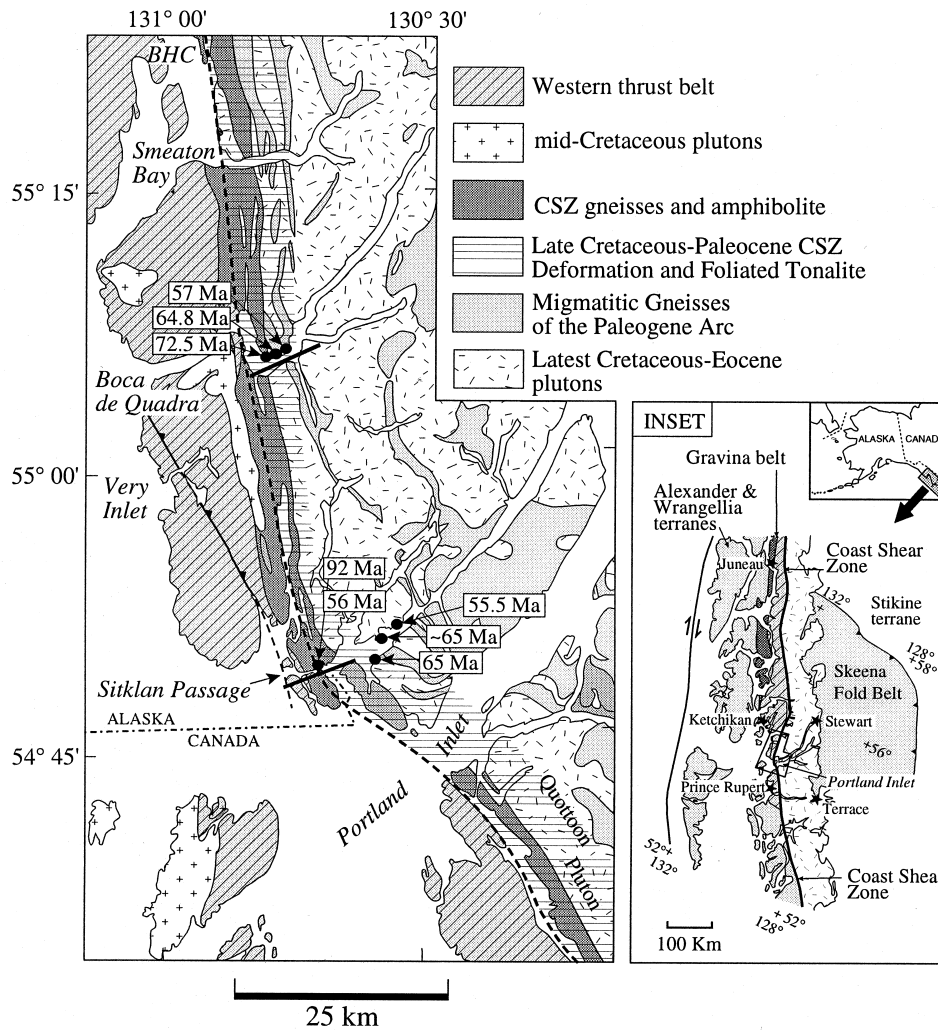 131° 00'
130° 30'
BHC
Smeaton
Bay
55° 15'
57 Ma
64.8 Ma
72.5 Ma
Boca
de Quadra
55° 00'
Very
Inlet
92 Ma
56 Ma
55.5 Ma
~65 Ma
65 Ma
Sitklan Passage
ALASKA
CANADA
54° 45'
Portland
Inlet
Quottoon
Pluton
25 km
Western thrust belt
mid-Cretaceous plutons
CSZ gneisses and amphibolite
Late Cretaceous-Paleocene CSZ
Deformation and Foliated Tonalite
Migmatitic Gneisses
of the Paleogene Arc
Latest Cretaceous-Eocene
plutons
INSET
ALASKA
CANAD
Gravina belt
Alexander &
Wrangellia
terranes
Juneau
Coast Shear
Zone
132°
+
Stikine
terrane
128°
+58°
Skeena
Fold Belt
Ketchikan
Stewart
+56°
Portland Inlet
Prince Rupert
Terrace
52°+
132°
Coast Shea
Zone
+ 52°
128°
100 Km